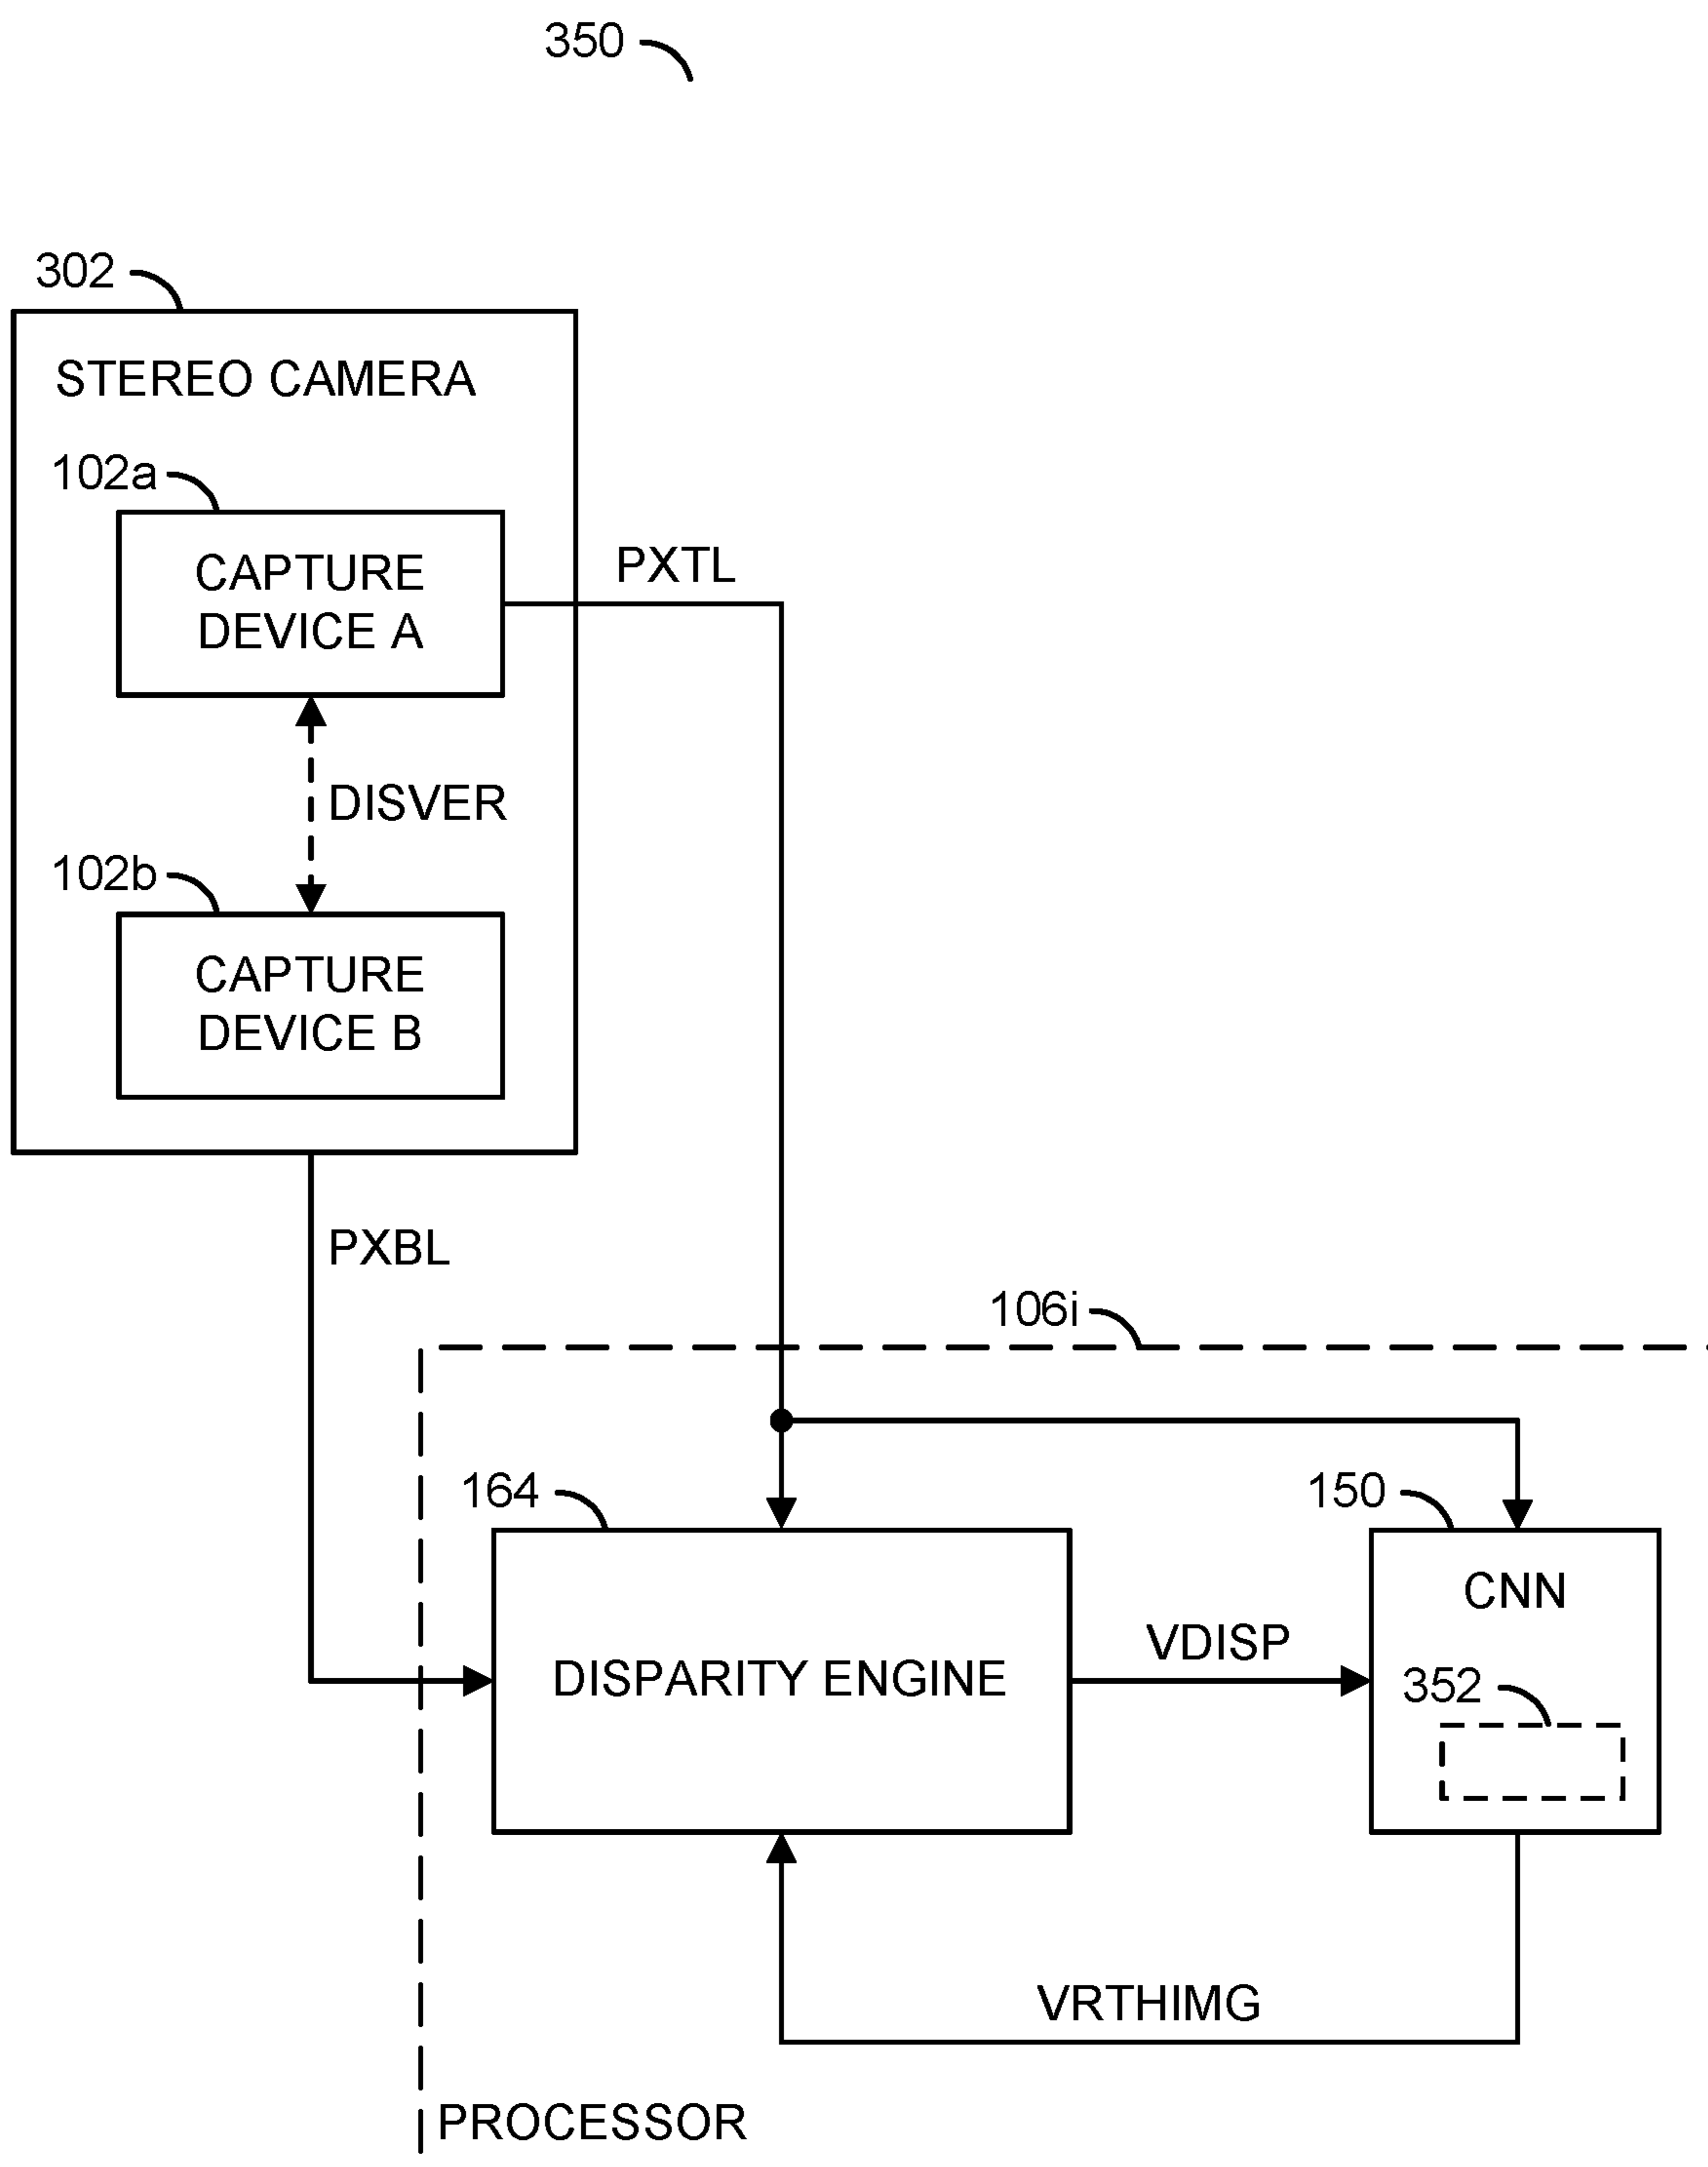 350
302
STEREO CAMERA
102a
CAPTURE
DEVICE A
PXTL
DISVER
102b
CAPTURE
DEVICE B
PXBL
106i
164
150
CNN
DISPARITY ENGINE
VDISP
352
VRTHIMG
PROCESSOR